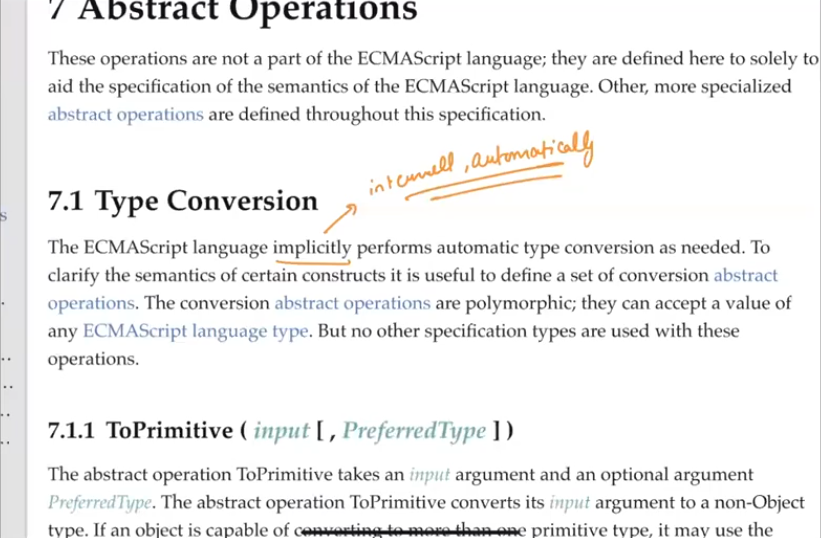 7 Abstract Operations
These operations are not a part of the ECMAScript language; they are defined here to solely to
aid the specification of the semantics of the ECMAScript language. Other, more specialized
abstract operations are defined throughout this specification.
internell , automatically
7.1 Type Conversion
s
The ECMAScript language implicitly performs automatic type conversion as needed. To
clarify the semantics of certain constructs it is useful to define a set of conversion abstract
operations. The conversion abstract operations are polymorphic; they can accept a value of
any ECMAScript language type. But no other specification types are used with these
operations.
7.1.1 ToPrimitive ( input [ , PreferredType ] )
The abstract operation ToPrimitive takes an input argument and an optional argument
PreferredType. The abstract operation ToPrimitive converts its input argument to a non-Object
type. If an object is capable of converting to more than one primitive type, it may use the